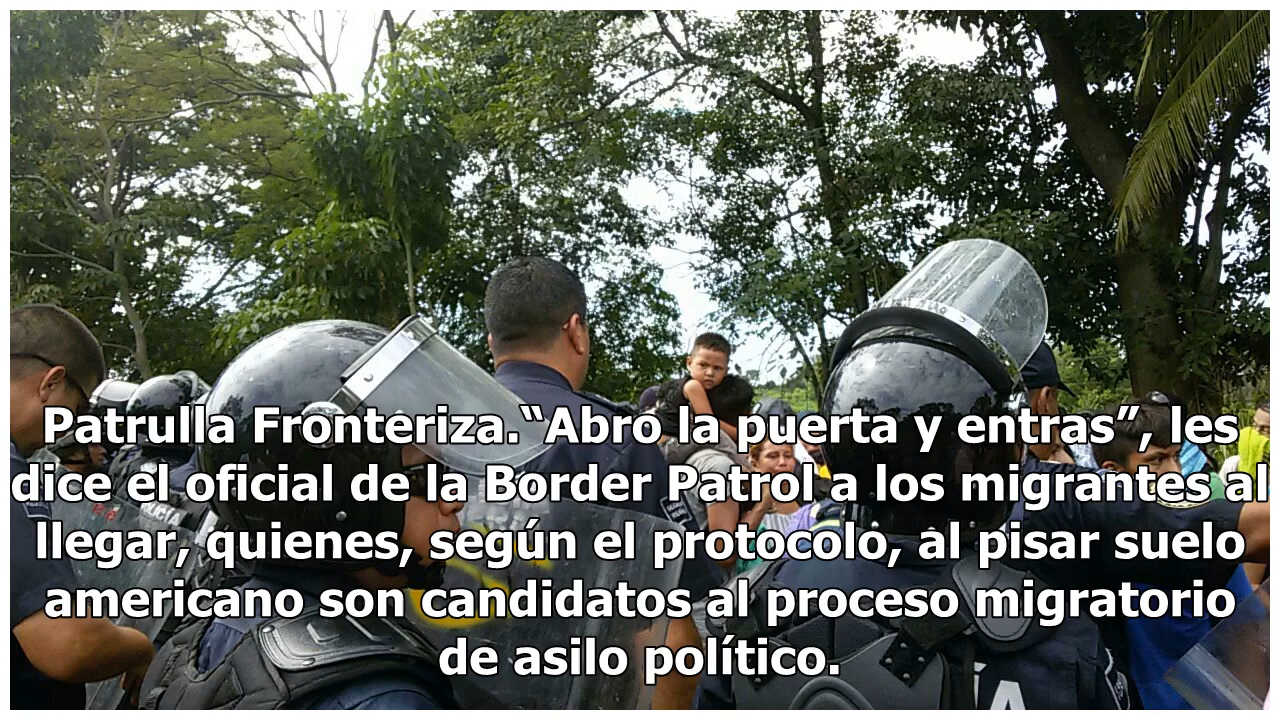 Patrulla Fronteriza.“Abro la puerta y entras”, les
dice el oficial de la Border Patrol a los migrantes al
llegar, quienes, según el protocolo, al pisar suelo
americano son candidatos al proceso migratorio
de asilo político.
POLICÍA